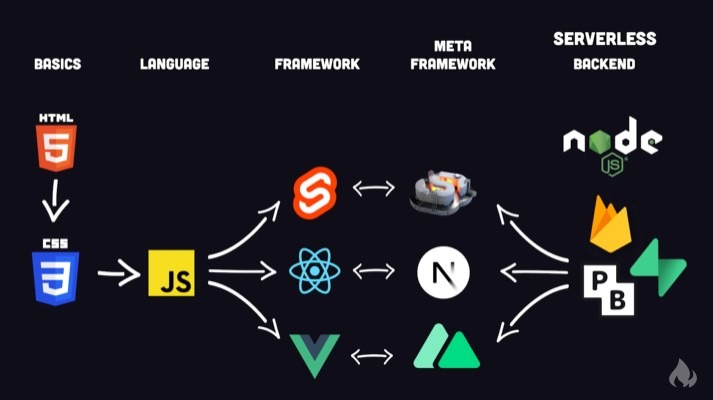 BASICS
LANGUAGE
FRAMEWORK
META
FRAMEWORK
SERVERLESS
BACKEND
HTML
5
CSS
3
JS
S
N
node
JS
P
B